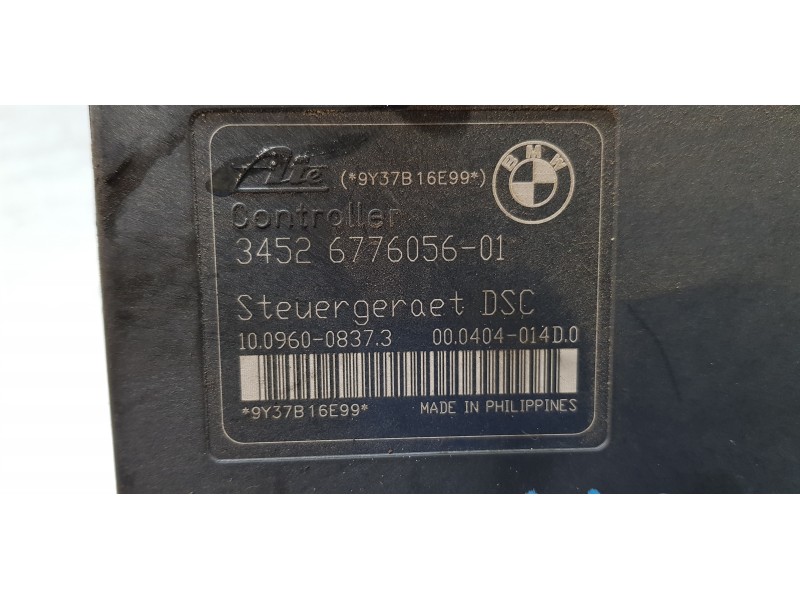 Ate (*9Y37B16E99*) BMW
Controller
3452 6776056-01
Steuergeraet DSC
10.0960-0837.3 00.0404-014D.0
*9Y37B16E99* MADE IN PHILIPPINES